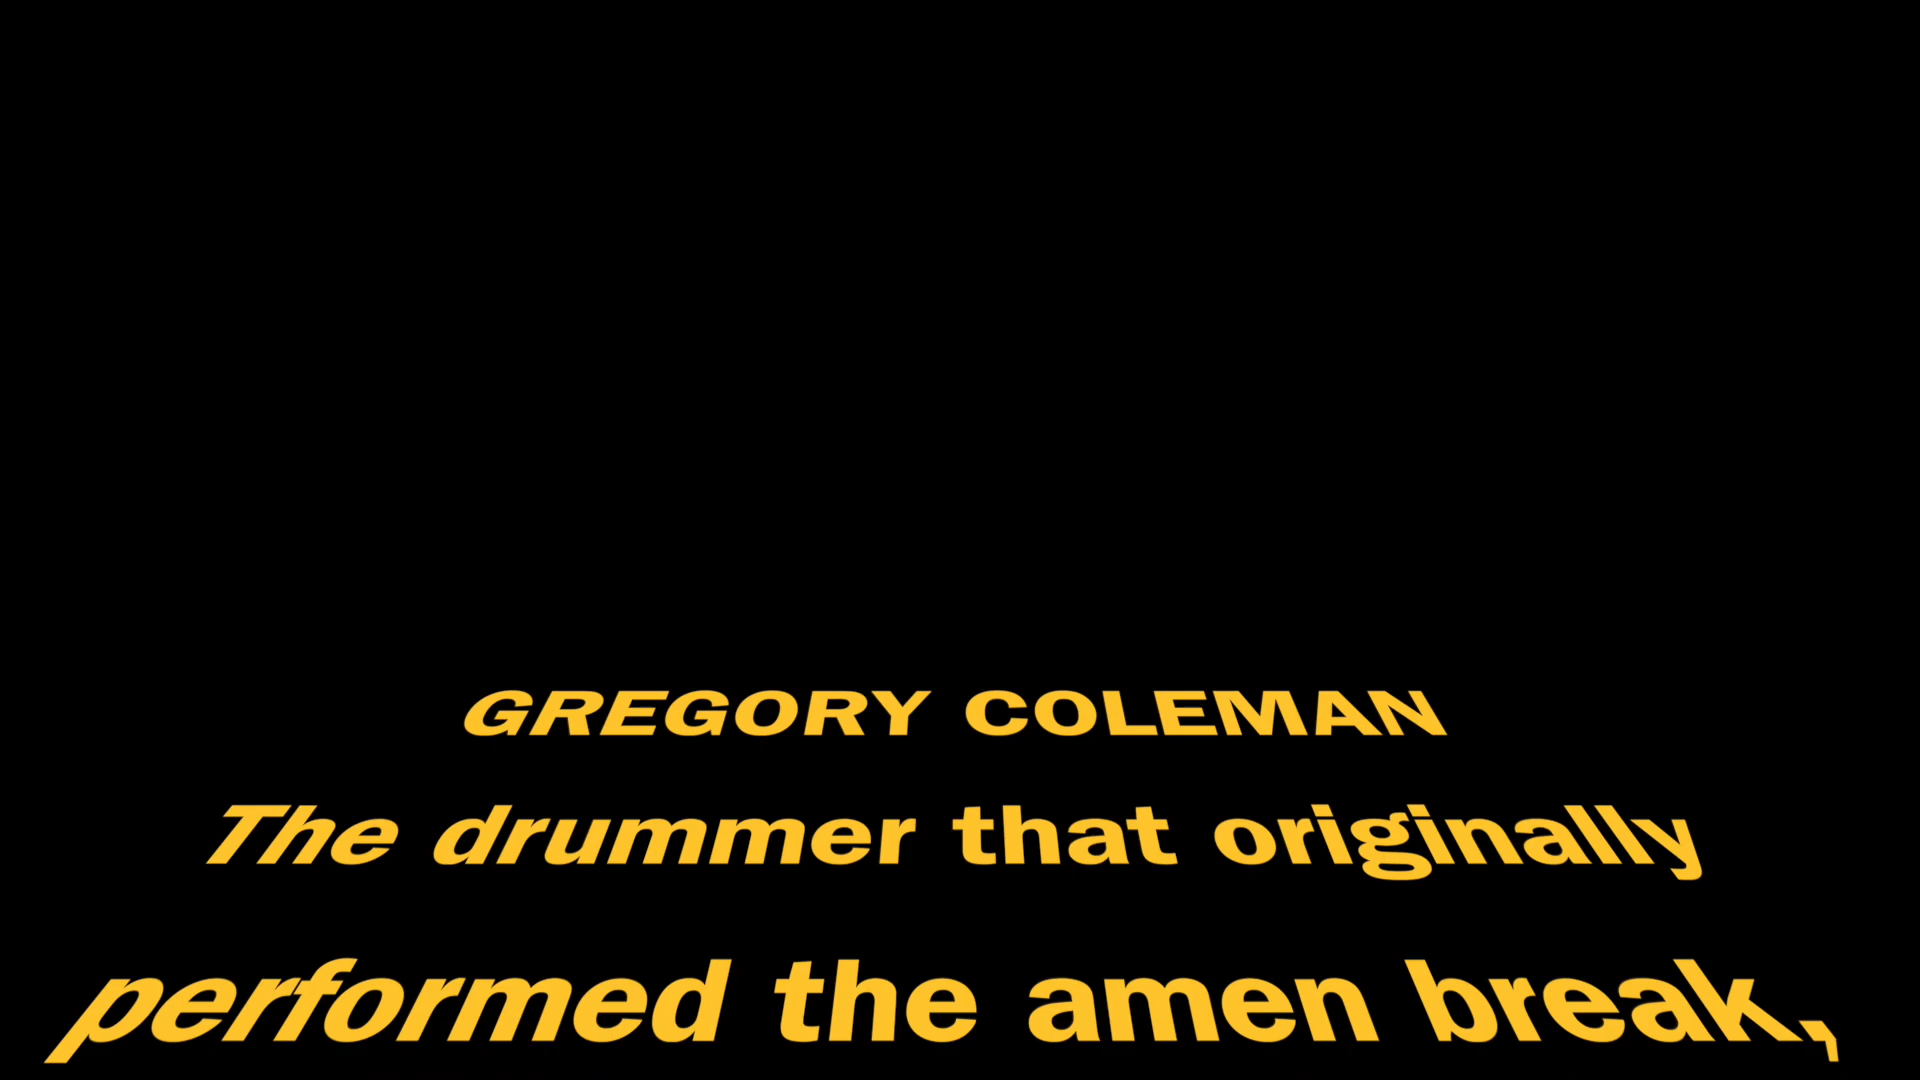 GREGORY COLEMAN
The drummer that originally
performed the amen break,